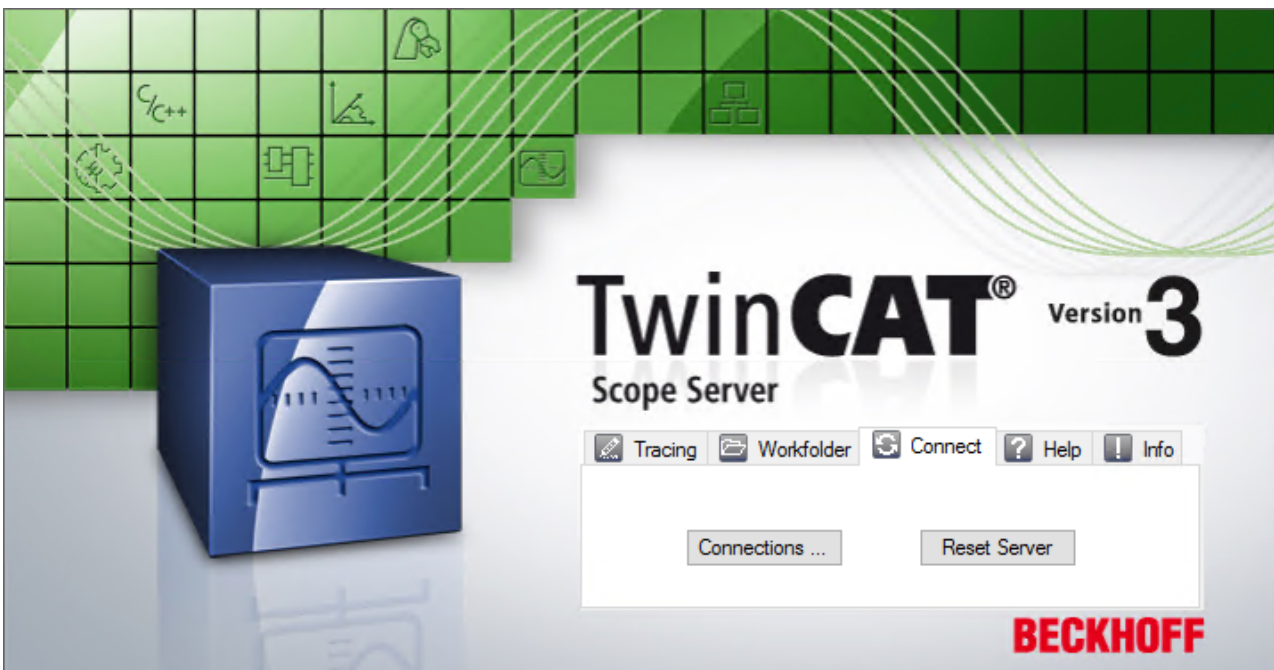 C/C++
TwinCAT® Version 3
Scope Server
Tracing Workfolder Connect Help Info
Connections ... Reset Server
BECKHOFF